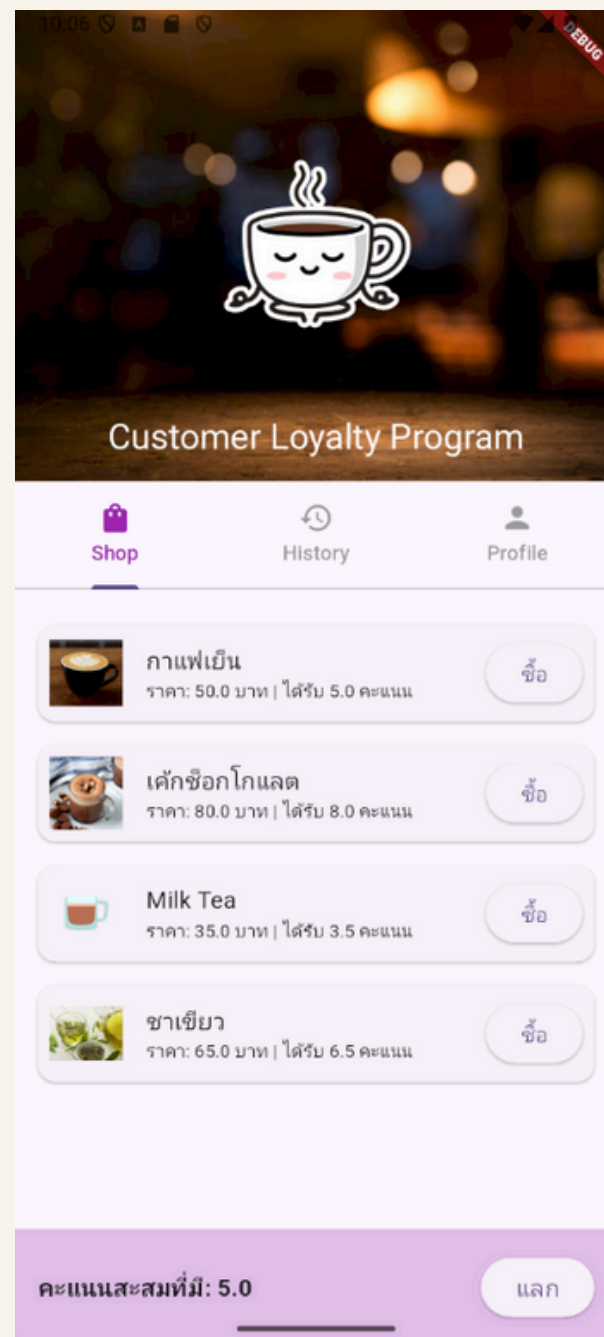 10:06
DEBUG
Customer Loyalty Program
Shop
History
Profile
กาแฟเย็น
ราคา: 50.0 บาท | ได้รับ 5.0 คะแนน
ซื้อ
เค้กช็อกโกแลต
ราคา: 80.0 บาท | ได้รับ 8.0 คะแนน
ซื้อ
Milk Tea
ราคา: 35.0 บาท | ได้รับ 3.5 คะแนน
ซื้อ
ชาเขียว
ราคา: 65.0 บาท | ได้รับ 6.5 คะแนน
ซื้อ
คะแนนสะสมที่มี: 5.0
แลก